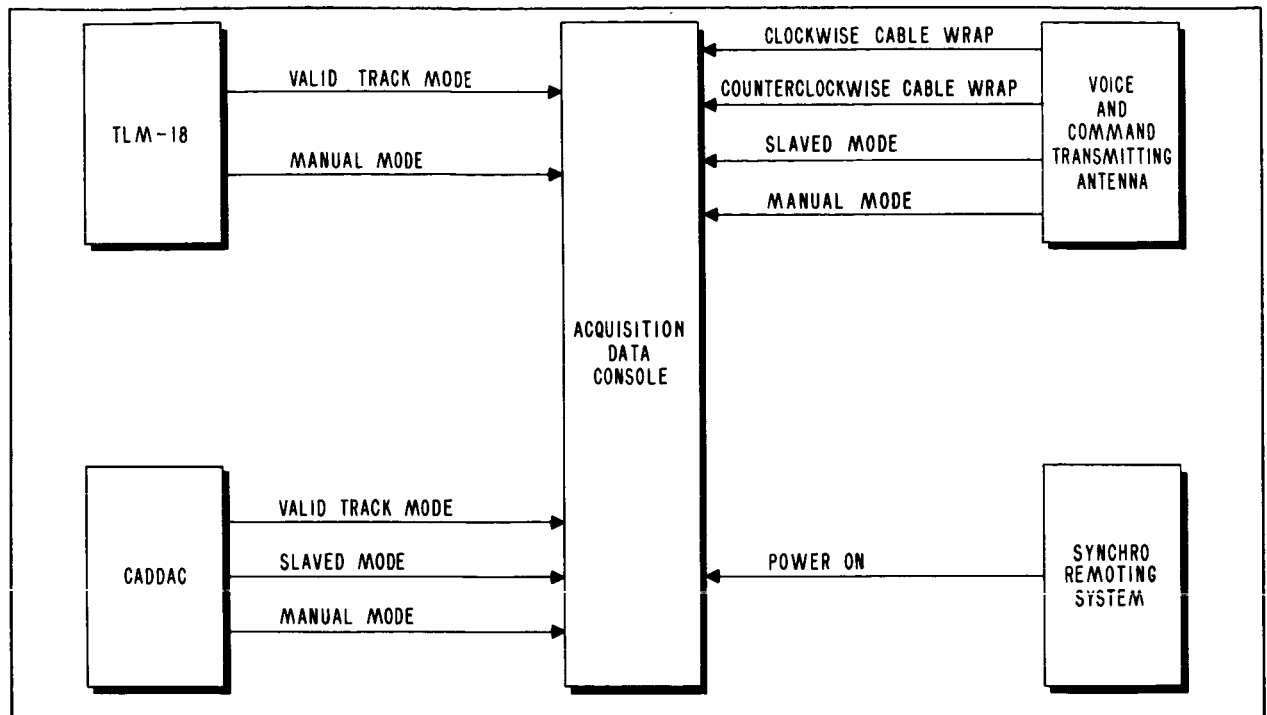 CLOCKWISE CABLE WRAP
VALID TRACK MODE
COUNTERCLOCKWISE CABLE WRAP
VOICE
AND
COMMAND
TRANSMITTING
ANTENNA
TLM-18
MANUAL MODE
SLAVED MODE
MANUAL MODE
ACQUISITION
DATA
CONSOLE
VALID TRACK MODE
CADDAC
SLAVED MODE
MANUAL MODE
POWER ON
SYNCHRO
REMOTING
SYSTEM